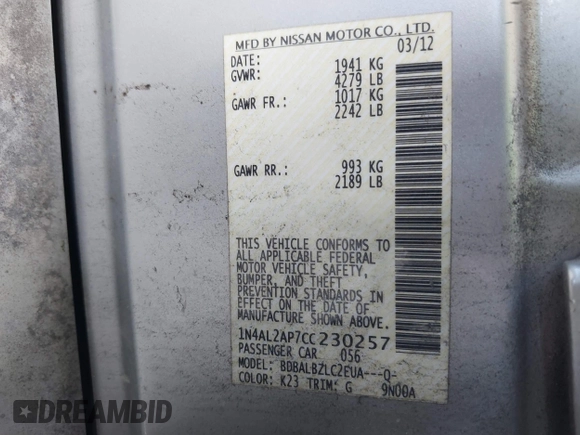 MFD BY NISSAN MOTOR CO., LTD.
DATE: 03/12
GVWR: 1941 KG
4279 LB
GAWR FR.: 1017 KG
2242 LB
GAWR RR.: 993 KG
2189 LB
THIS VEHICLE CONFORMS TO
ALL APPLICABLE FEDERAL
MOTOR VEHICLE SAFETY,
BUMPER, AND THEFT
PREVENTION STANDARDS IN
EFFECT ON THE DATE OF
MANUFACTURE SHOWN ABOVE.
1N4AL2AP7CC230257
PASSENGER CAR 056
MODEL: BDBALBZLC2EUA---Q-
COLOR: K23 TRIM: G 9N00A
DREAMBID